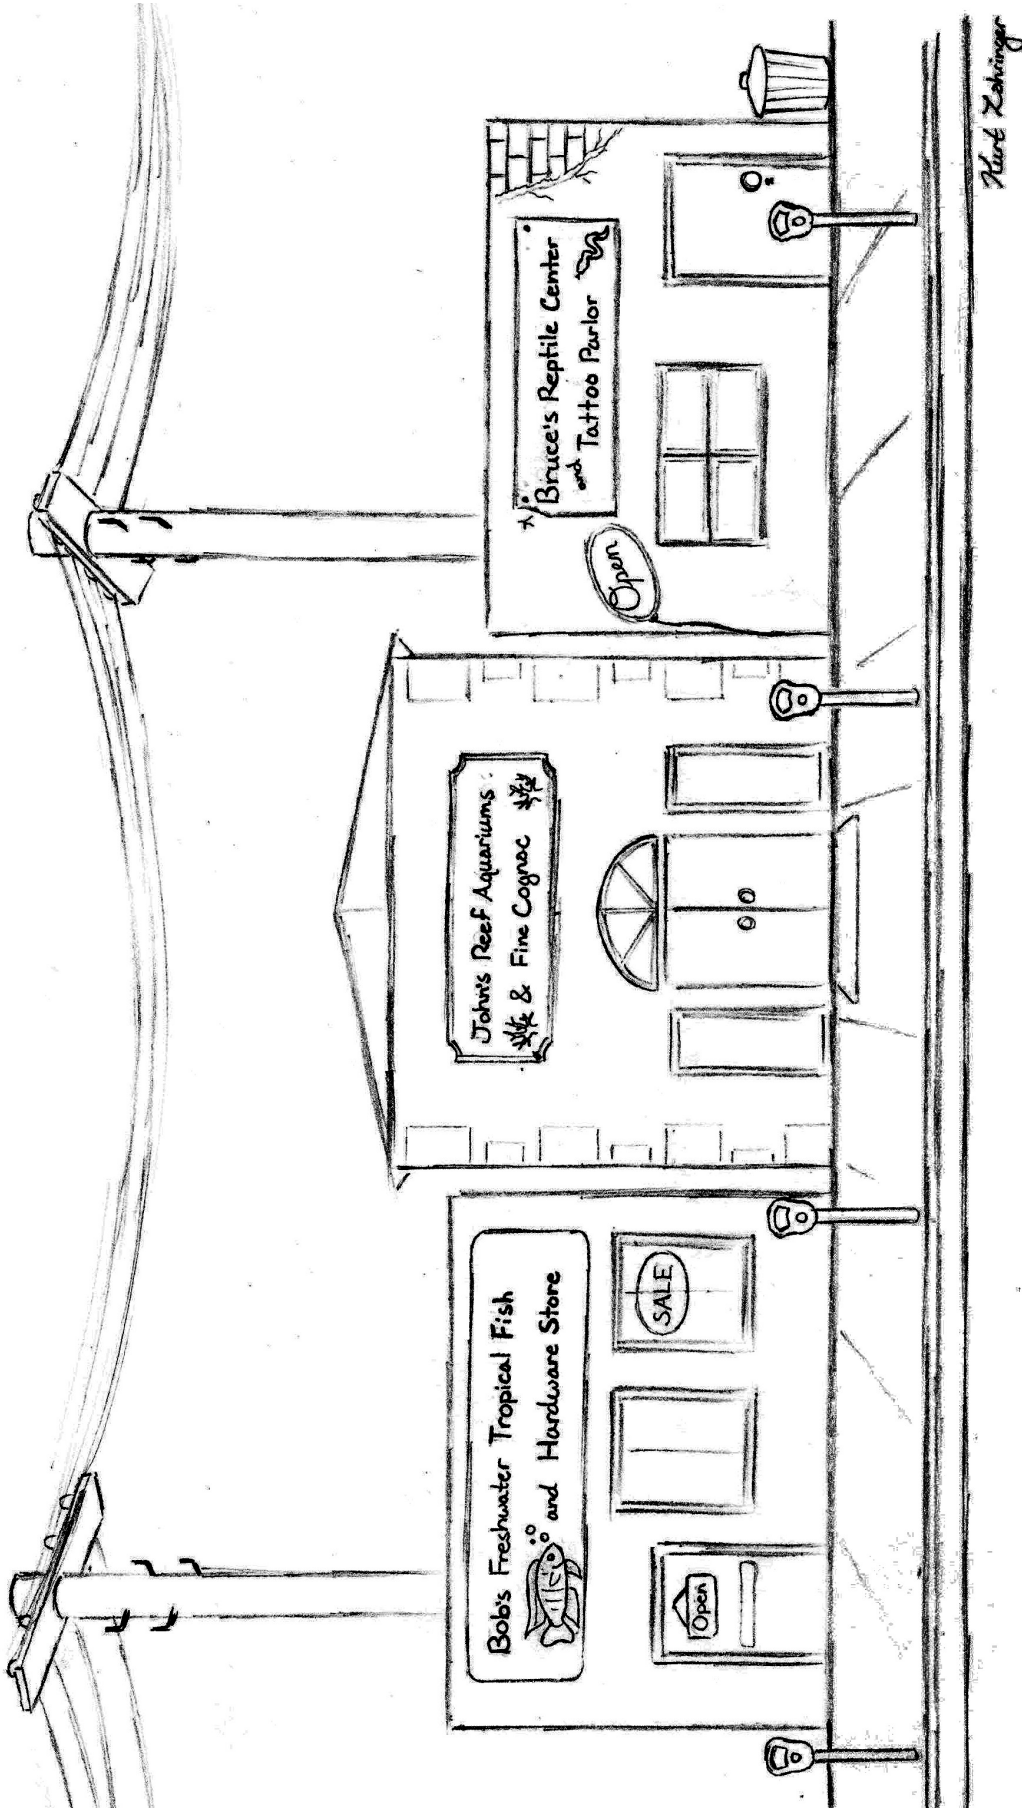 Bob's Freshwater Tropical Fish
and Hardware Store
Open
SALE
John's Reef Aquariums
& Fine Cognac
Open
Bruce's Reptile Center
and Tattoo Parlor
Kurt Zahringer